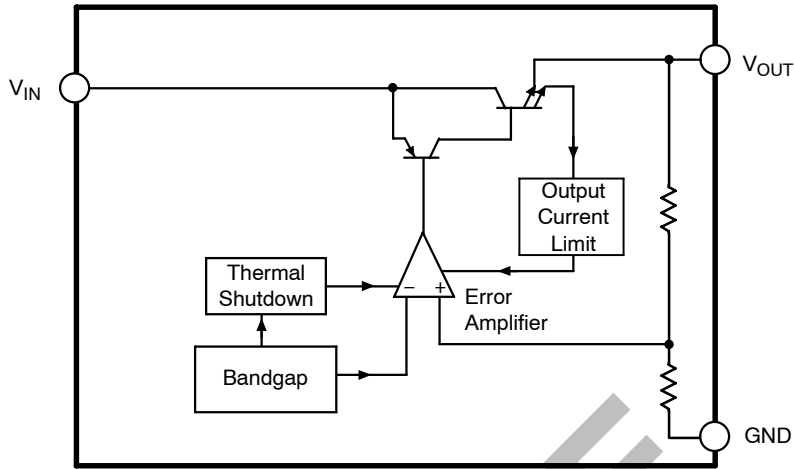 V_IN
V_OUT
Output
Current
Limit
Thermal
Shutdown
− +
Error
Amplifier
Bandgap
GND